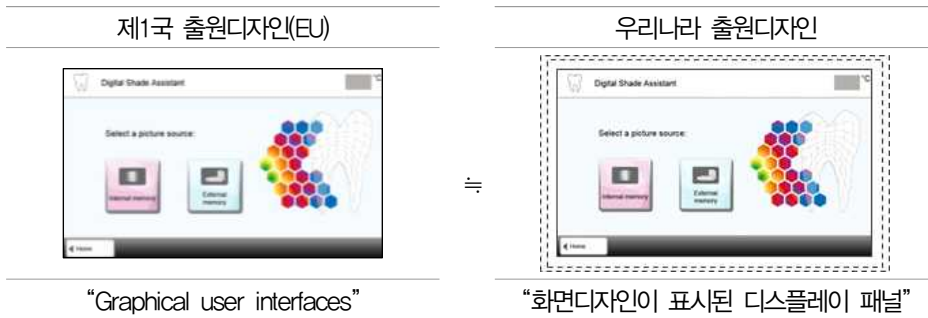 제1국 출원디자인(EU)
우리나라 출원디자인
Digital Shade Assistant
°C
Select a picture source:
Internal memory
External
memory
Home
≒
Digital Shade Assistant
°C
Select a picture source:
Internal memory
External
memory
Home
“Graphical user interfaces”
“화면디자인이 표시된 디스플레이 패널”